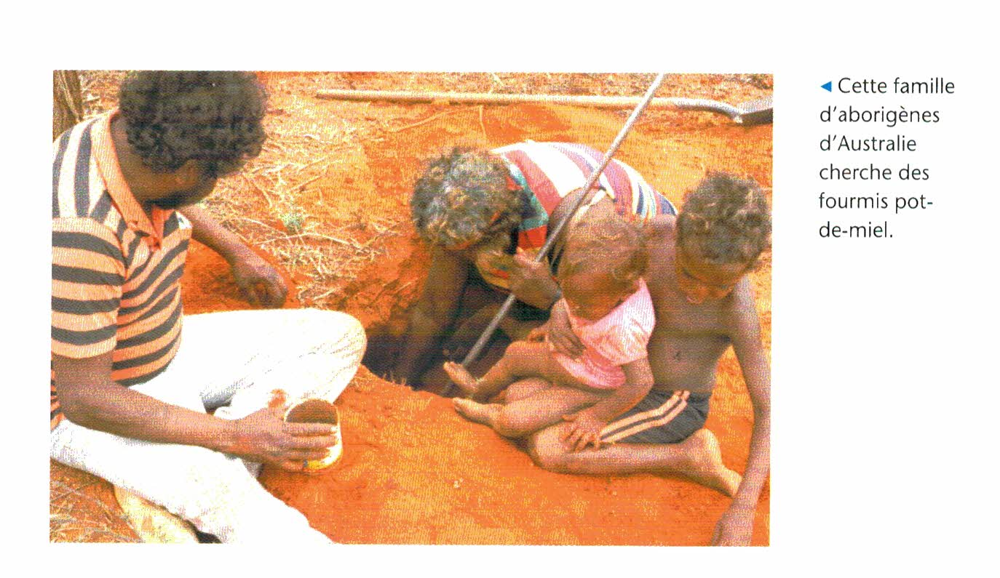 ◄ Cette famille
d'aborigènes
d'Australie
cherche des
fourmis pot-
de-miel.